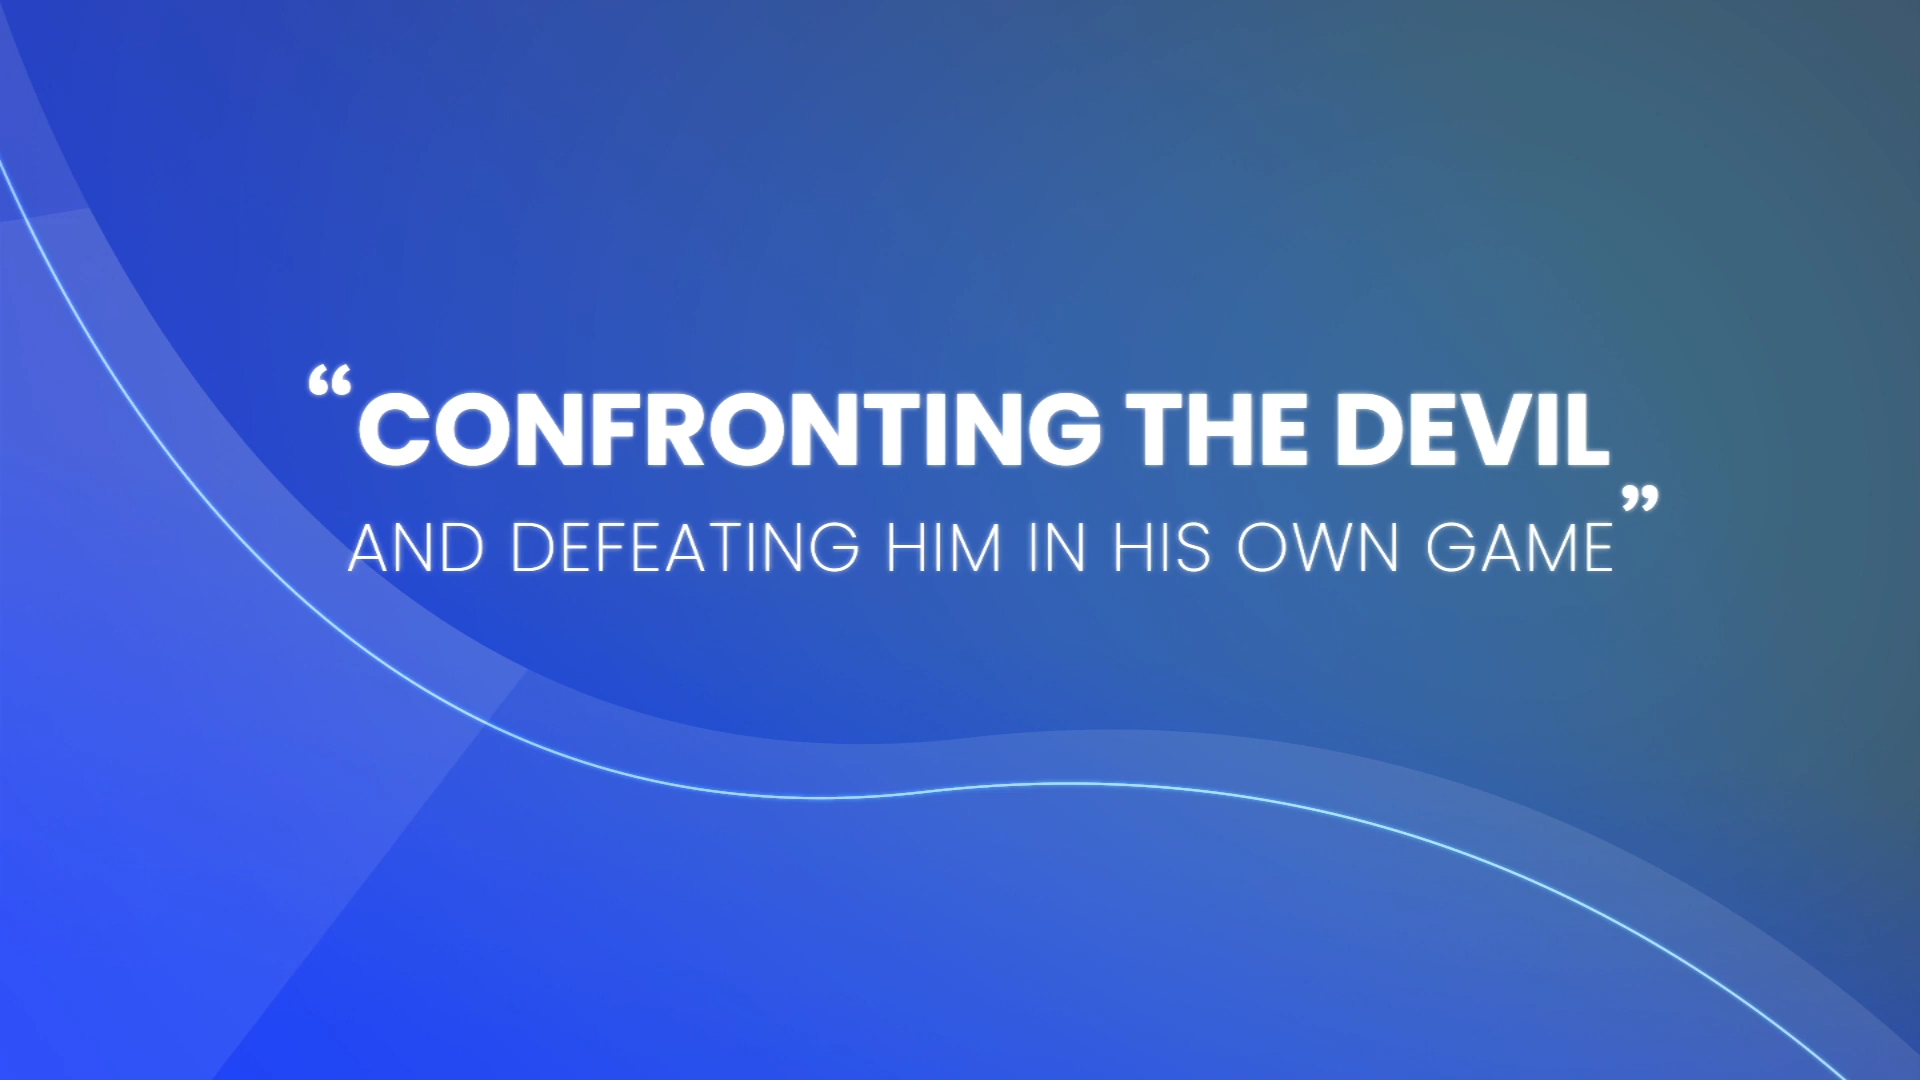 “CONFRONTING THE DEVIL
AND DEFEATING HIM IN HIS OWN GAME”